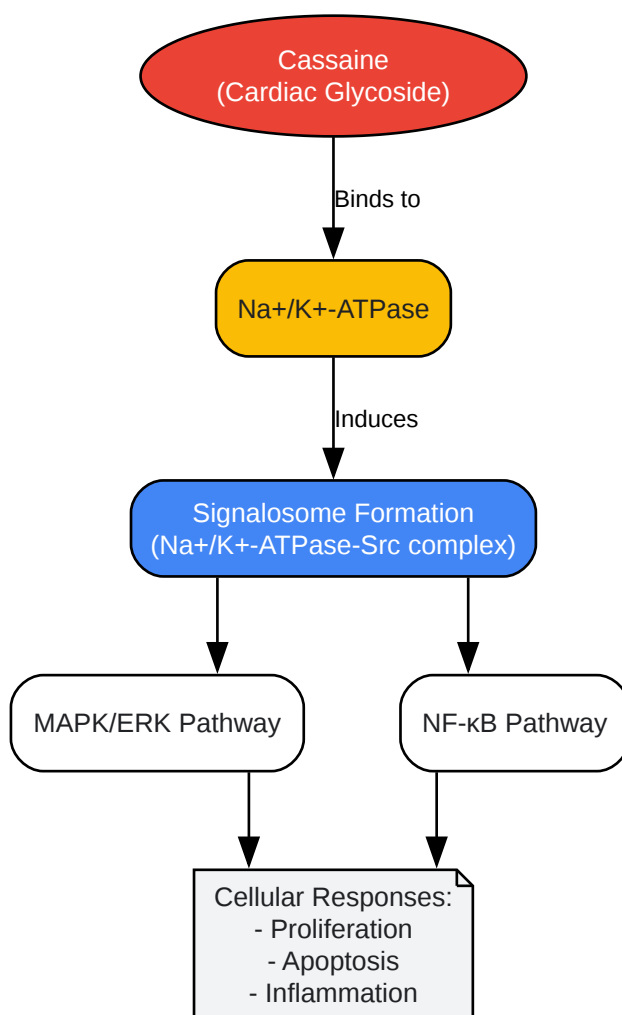 Cassaine
(Cardiac Glycoside)
Binds to
Na+/K+-ATPase
Induces
Signalosome Formation
(Na+/K+-ATPase-Src complex)
MAPK/ERK Pathway
NF-κB Pathway
Cellular Responses:
- Proliferation
- Apoptosis
- Inflammation